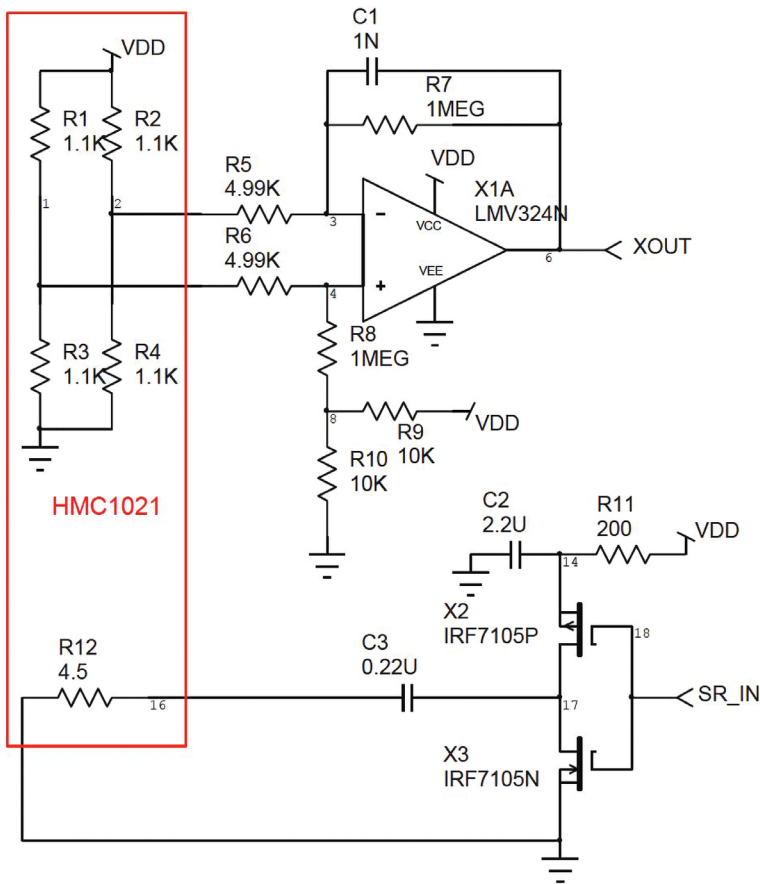 C1
1N
VDD
R7
1MEG
R1
1.1K
R2
1.1K
VDD
R5
4.99K
X1A
LMV324N
1
2
3
-
VCC
R6
4.99K
VEE
6
XOUT
4
+
R3
1.1K
R4
1.1K
R8
1MEG
8
VDD
R9
10K
R10
10K
HMC1021
C2
2.2U
R11
200
VDD
14
X2
IRF7105P
18
R12
4.5
C3
0.22U
16
17
SR_IN
X3
IRF7105N